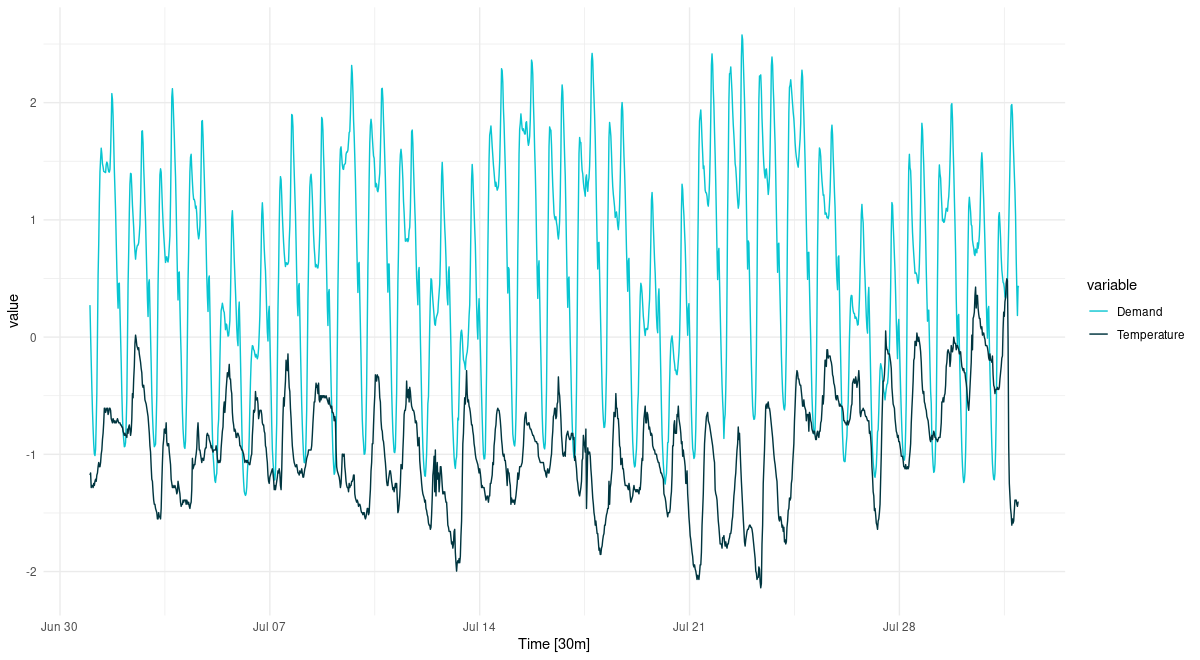 value
2
1
0
-1
-2
Jun 30
Jul 07
Jul 14
Jul 21
Jul 28
Time [30m]
variable
Demand
Temperature